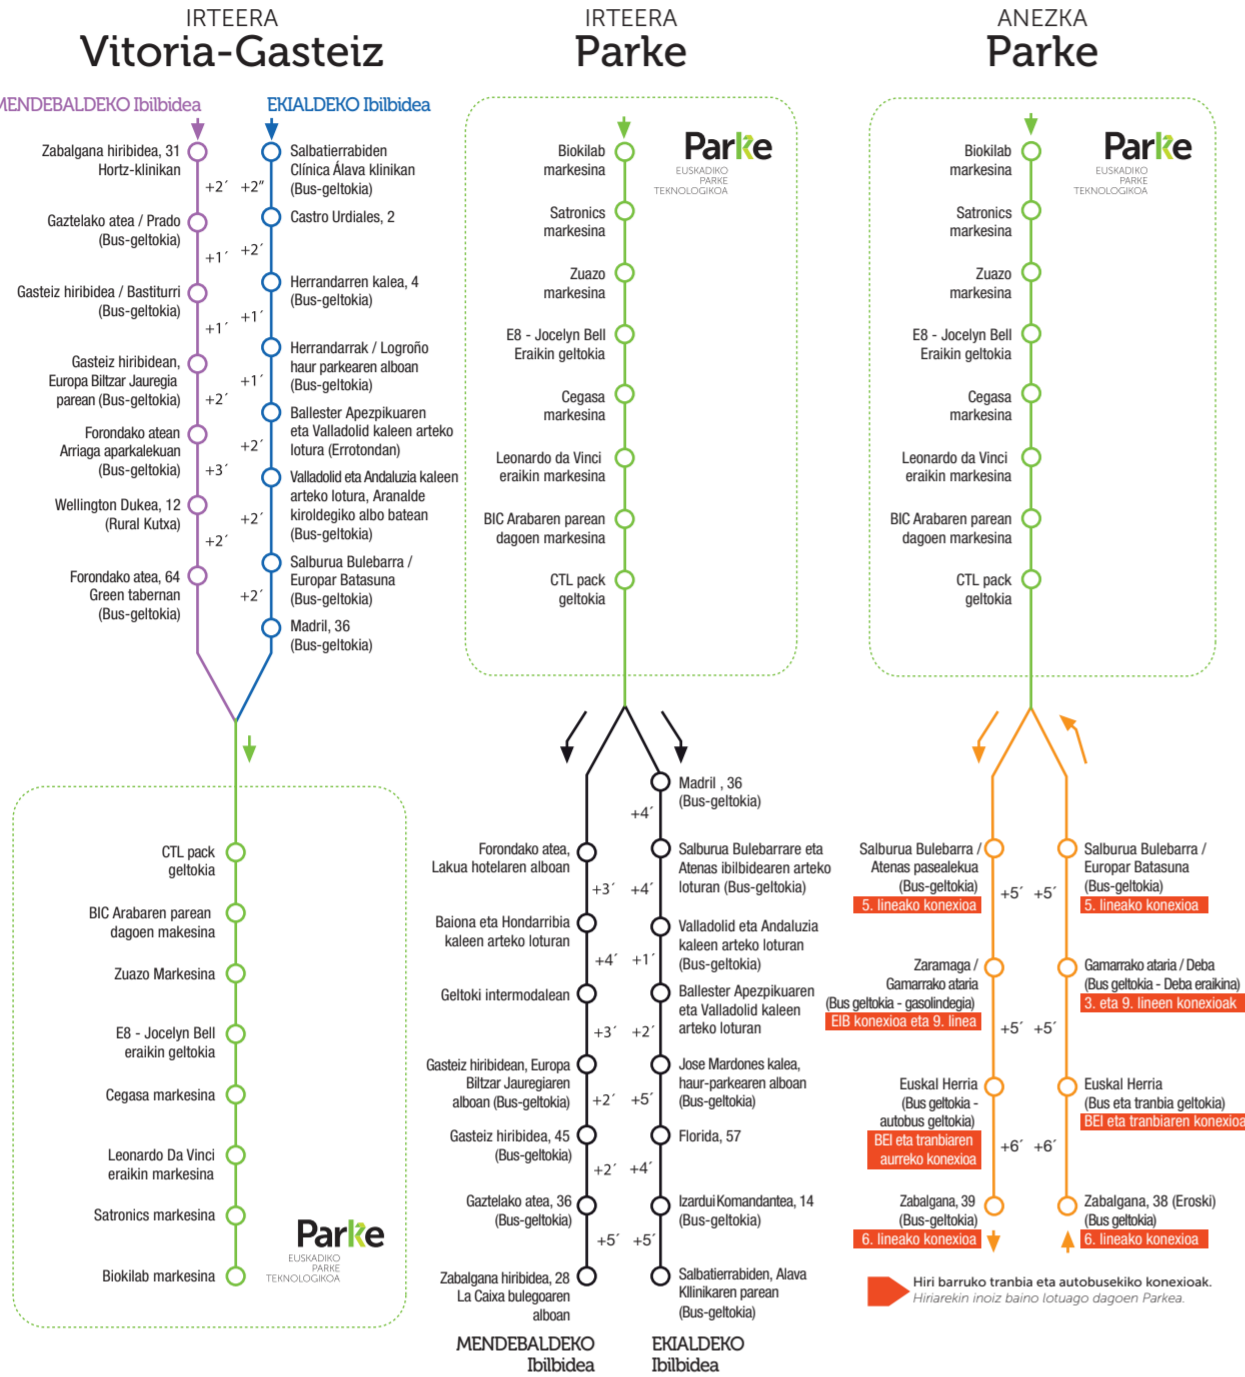 IRTEERA
Vitoria-Gasteiz
MENDEBALDEKO Ibilbidea
EKIALDEKO Ibilbidea
Zabalgana hiribidea, 31
Hortz-klinikan
+2´
Gaztelako atea / Prado
(Bus-geltokia)
+1´
Gasteiz hiribidea / Bastiturri
(Bus-geltokia)
+1´
Gasteiz hiribidean,
Europa Biltzar Jauregia
parean (Bus-geltokia)
+2´
Forondako atean
Arriaga aparkalekuan
(Bus-geltokia)
+3´
Wellington Dukea, 12
(Rural Kutxa)
+2´
Forondako atea, 64
Green tabernan
(Bus-geltokia)
Salbatierrabiden
Clínica Álava klinikan
(Bus-geltokia)
+2"
Castro Urdiales, 2
+2´
Herrandarren kalea, 4
(Bus-geltokia)
+1´
Herrandarrak / Logroño
haur parkearen alboan
(Bus-geltokia)
+1´
Ballester Apezpikuaren
eta Valladolid kaleen arteko
lotura (Errotondan)
+2´
Valladolid eta Andaluzia kaleen
arteko lotura, Aranalde
kiroldegiko albo batean
(Bus-geltokia)
+2´
Salburua Bulebarra /
Europar Batasuna
(Bus-geltokia)
+2´
Madril, 36
(Bus-geltokia)
CTL pack
geltokia
BIC Arabaren parean
dagoen makesina
Zuazo Markesina
E8 - Jocelyn Bell
eraikin geltokia
Cegasa markesina
Leonardo Da Vinci
eraikin markesina
Satronics markesina
Biokilab markesina
Parke
EUSKADIKO
PARKE
TEKNOLOGIKOA
IRTEERA
Parke
Parke
EUSKADIKO
PARKE
TEKNOLOGIKOA
Biokilab
markesina
Satronics
markesina
Zuazo
markesina
E8 - Jocelyn Bell
Eraikin geltokia
Cegasa
markesina
Leonardo da Vinci
eraikin markesina
BIC Arabaren parean
dagoen markesina
CTL pack
geltokia
Forondako atea,
Lakua hotelaren alboan
+3´
Baiona eta Hondarribia
kaleen arteko loturan
+4´
Geltoki intermodalean
+3´
Gasteiz hiribidean, Europa
Biltzar Jauregiaren
alboan (Bus-geltokia)
+2´
Gasteiz hiribidea, 45
(Bus-geltokia)
+2´
Gaztelako atea, 36
(Bus-geltokia)
+5´
Zabalgana hiribidea, 28
La Caixa bulegoaren
alboan
MENDEBALDEKO
Ibilbidea
Madril , 36
(Bus-geltokia)
+4´
Salburua Bulebarrare eta
Atenas ibilbidearen arteko
loturan (Bus-geltokia)
+4´
Valladolid eta Andaluzia
kaleen arteko loturan
(Bus-geltokia)
+1´
Ballester Apezpikuaren
eta Valladolid kaleen
arteko loturan
+2´
Jose Mardones kalea,
haur-parkearen alboan
(Bus-geltokia)
+5´
Florida, 57
+4´
Izardui Komandantea, 14
(Bus-geltokia)
+5´
Salbatierrabiden, Alava
Kllinikaren parean
(Bus-geltokia)
EKIALDEKO
Ibilbidea
ANEZKA
Parke
Parke
EUSKADIKO
PARKE
TEKNOLOGIKOA
Biokilab
markesina
Satronics
markesina
Zuazo
markesina
E8 - Jocelyn Bell
Eraikin geltokia
Cegasa
markesina
Leonardo da Vinci
eraikin markesina
BIC Arabaren parean
dagoen markesina
CTL pack
geltokia
Salburua Bulebarra /
Atenas pasealekua
(Bus-geltokia)
5. lineako konexioa
+5´
Zaramaga /
Gamarrako ataria
(Bus geltokia - gasolindegia)
EIB konexioa eta 9. linea
+5´
Euskal Herria
(Bus geltokia -
autobus geltokia)
BEI eta tranbiaren
aurreko konexioa
+6´
Zabalgana, 39
(Bus-geltokia)
6. lineako konexioa
Salburua Bulebarra /
Europar Batasuna
(Bus-geltokia)
5. lineako konexioa
+5´
Gamarrako ataria / Deba
(Bus geltokia - Deba eraikina)
3. eta 9. lineen konexioak
+5´
Euskal Herria
(Bus eta tranbia geltokia)
BEI eta tranbiaren konexioa
+6´
Zabalgana, 38 (Eroski)
(Bus geltokia)
6. lineako konexioa
Hiri barruko tranbia eta autobusekiko konexioak.
Hiriarekin inoiz baino lotuago dagoen Parkea.